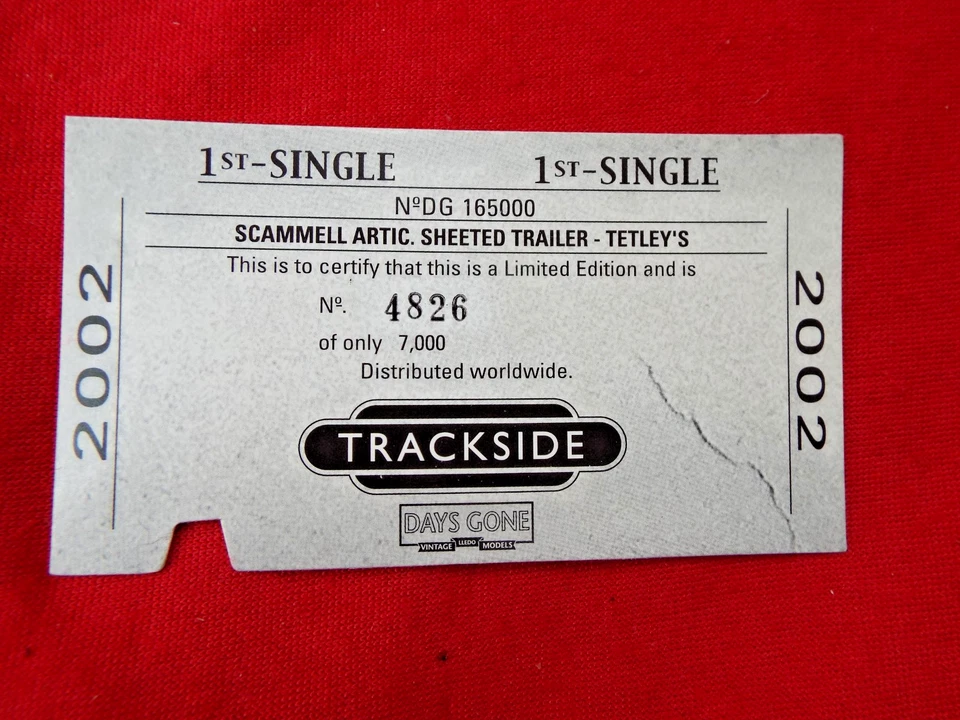 1ST-SINGLE 1ST-SINGLE
NºDG 165000
SCAMMELL ARTIC. SHEETED TRAILER - TETLEY'S
This is to certify that this is a Limited Edition and is
Nº. 4826
of only 7,000
Distributed worldwide.
2002
2002
TRACKSIDE
DAYS GONE
VINTAGE LLEDO MODELS